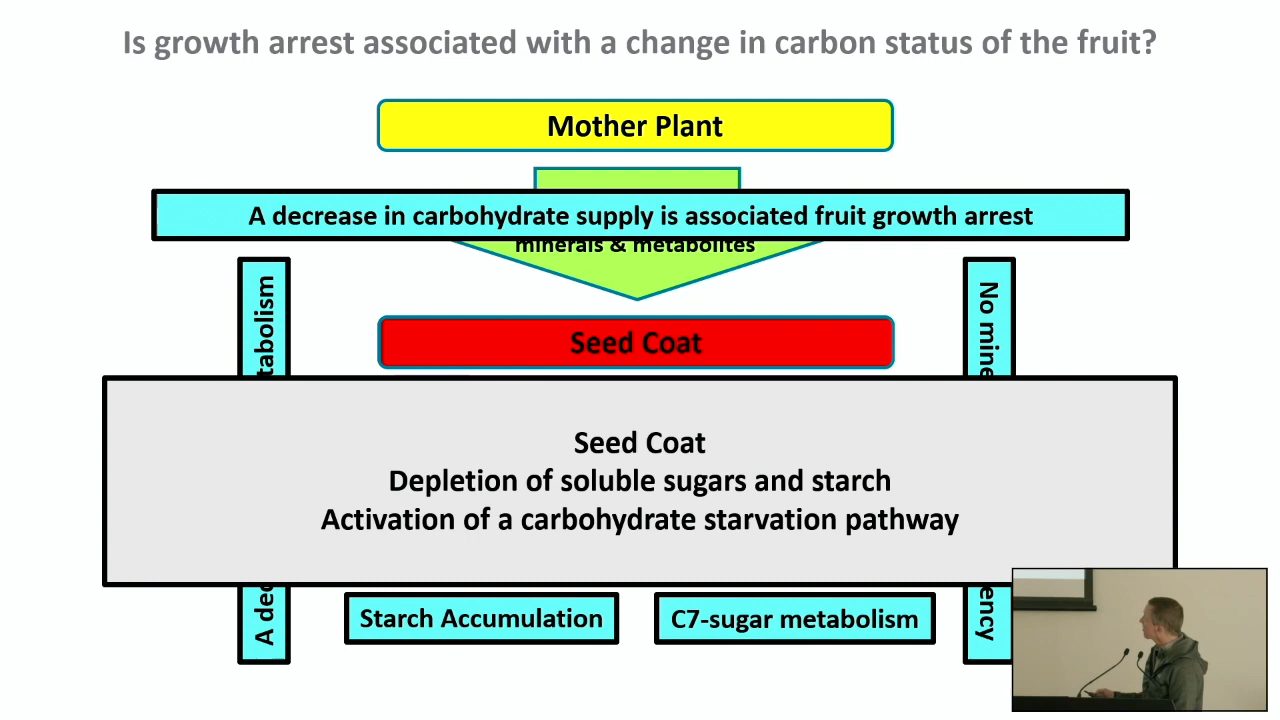 Is growth arrest associated with a change in carbon status of the fruit?
Mother Plant
A decrease in carbohydrate supply is associated fruit growth arrest
minerals & metabolites
tabolism
No mine
Seed Coat
Seed Coat
Depletion of soluble sugars and starch
Activation of a carbohydrate starvation pathway
A dec
ency
Starch Accumulation
C7-sugar metabolism